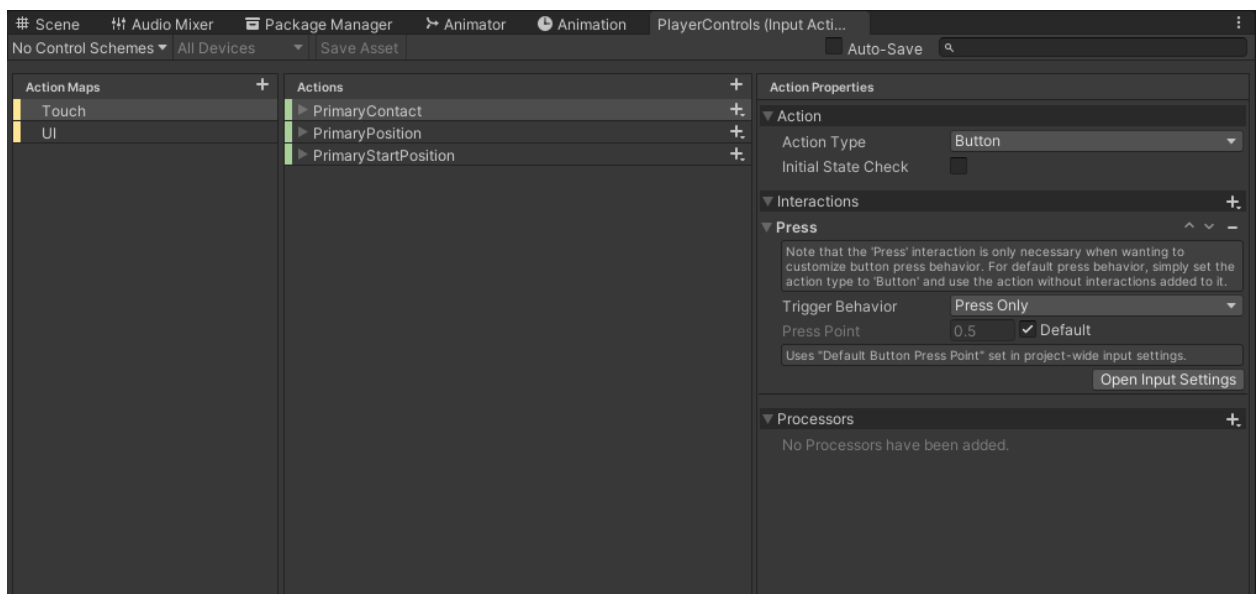 Scene Audio Mixer Package Manager Animator Animation PlayerControls (Input Acti...
No Control Schemes All Devices Save Asset Auto-Save
Action Maps
Touch
UI
Actions
PrimaryContact
PrimaryPosition
PrimaryStartPosition
Action Properties
Action
Action Type Button
Initial State Check
Interactions
Press
Note that the 'Press' interaction is only necessary when wanting to
customize button press behavior. For default press behavior, simply set the
action type to 'Button' and use the action without interactions added to it.
Trigger Behavior Press Only
Press Point 0.5 Default
Uses "Default Button Press Point" set in project-wide input settings.
Open Input Settings
Processors
No Processors have been added.